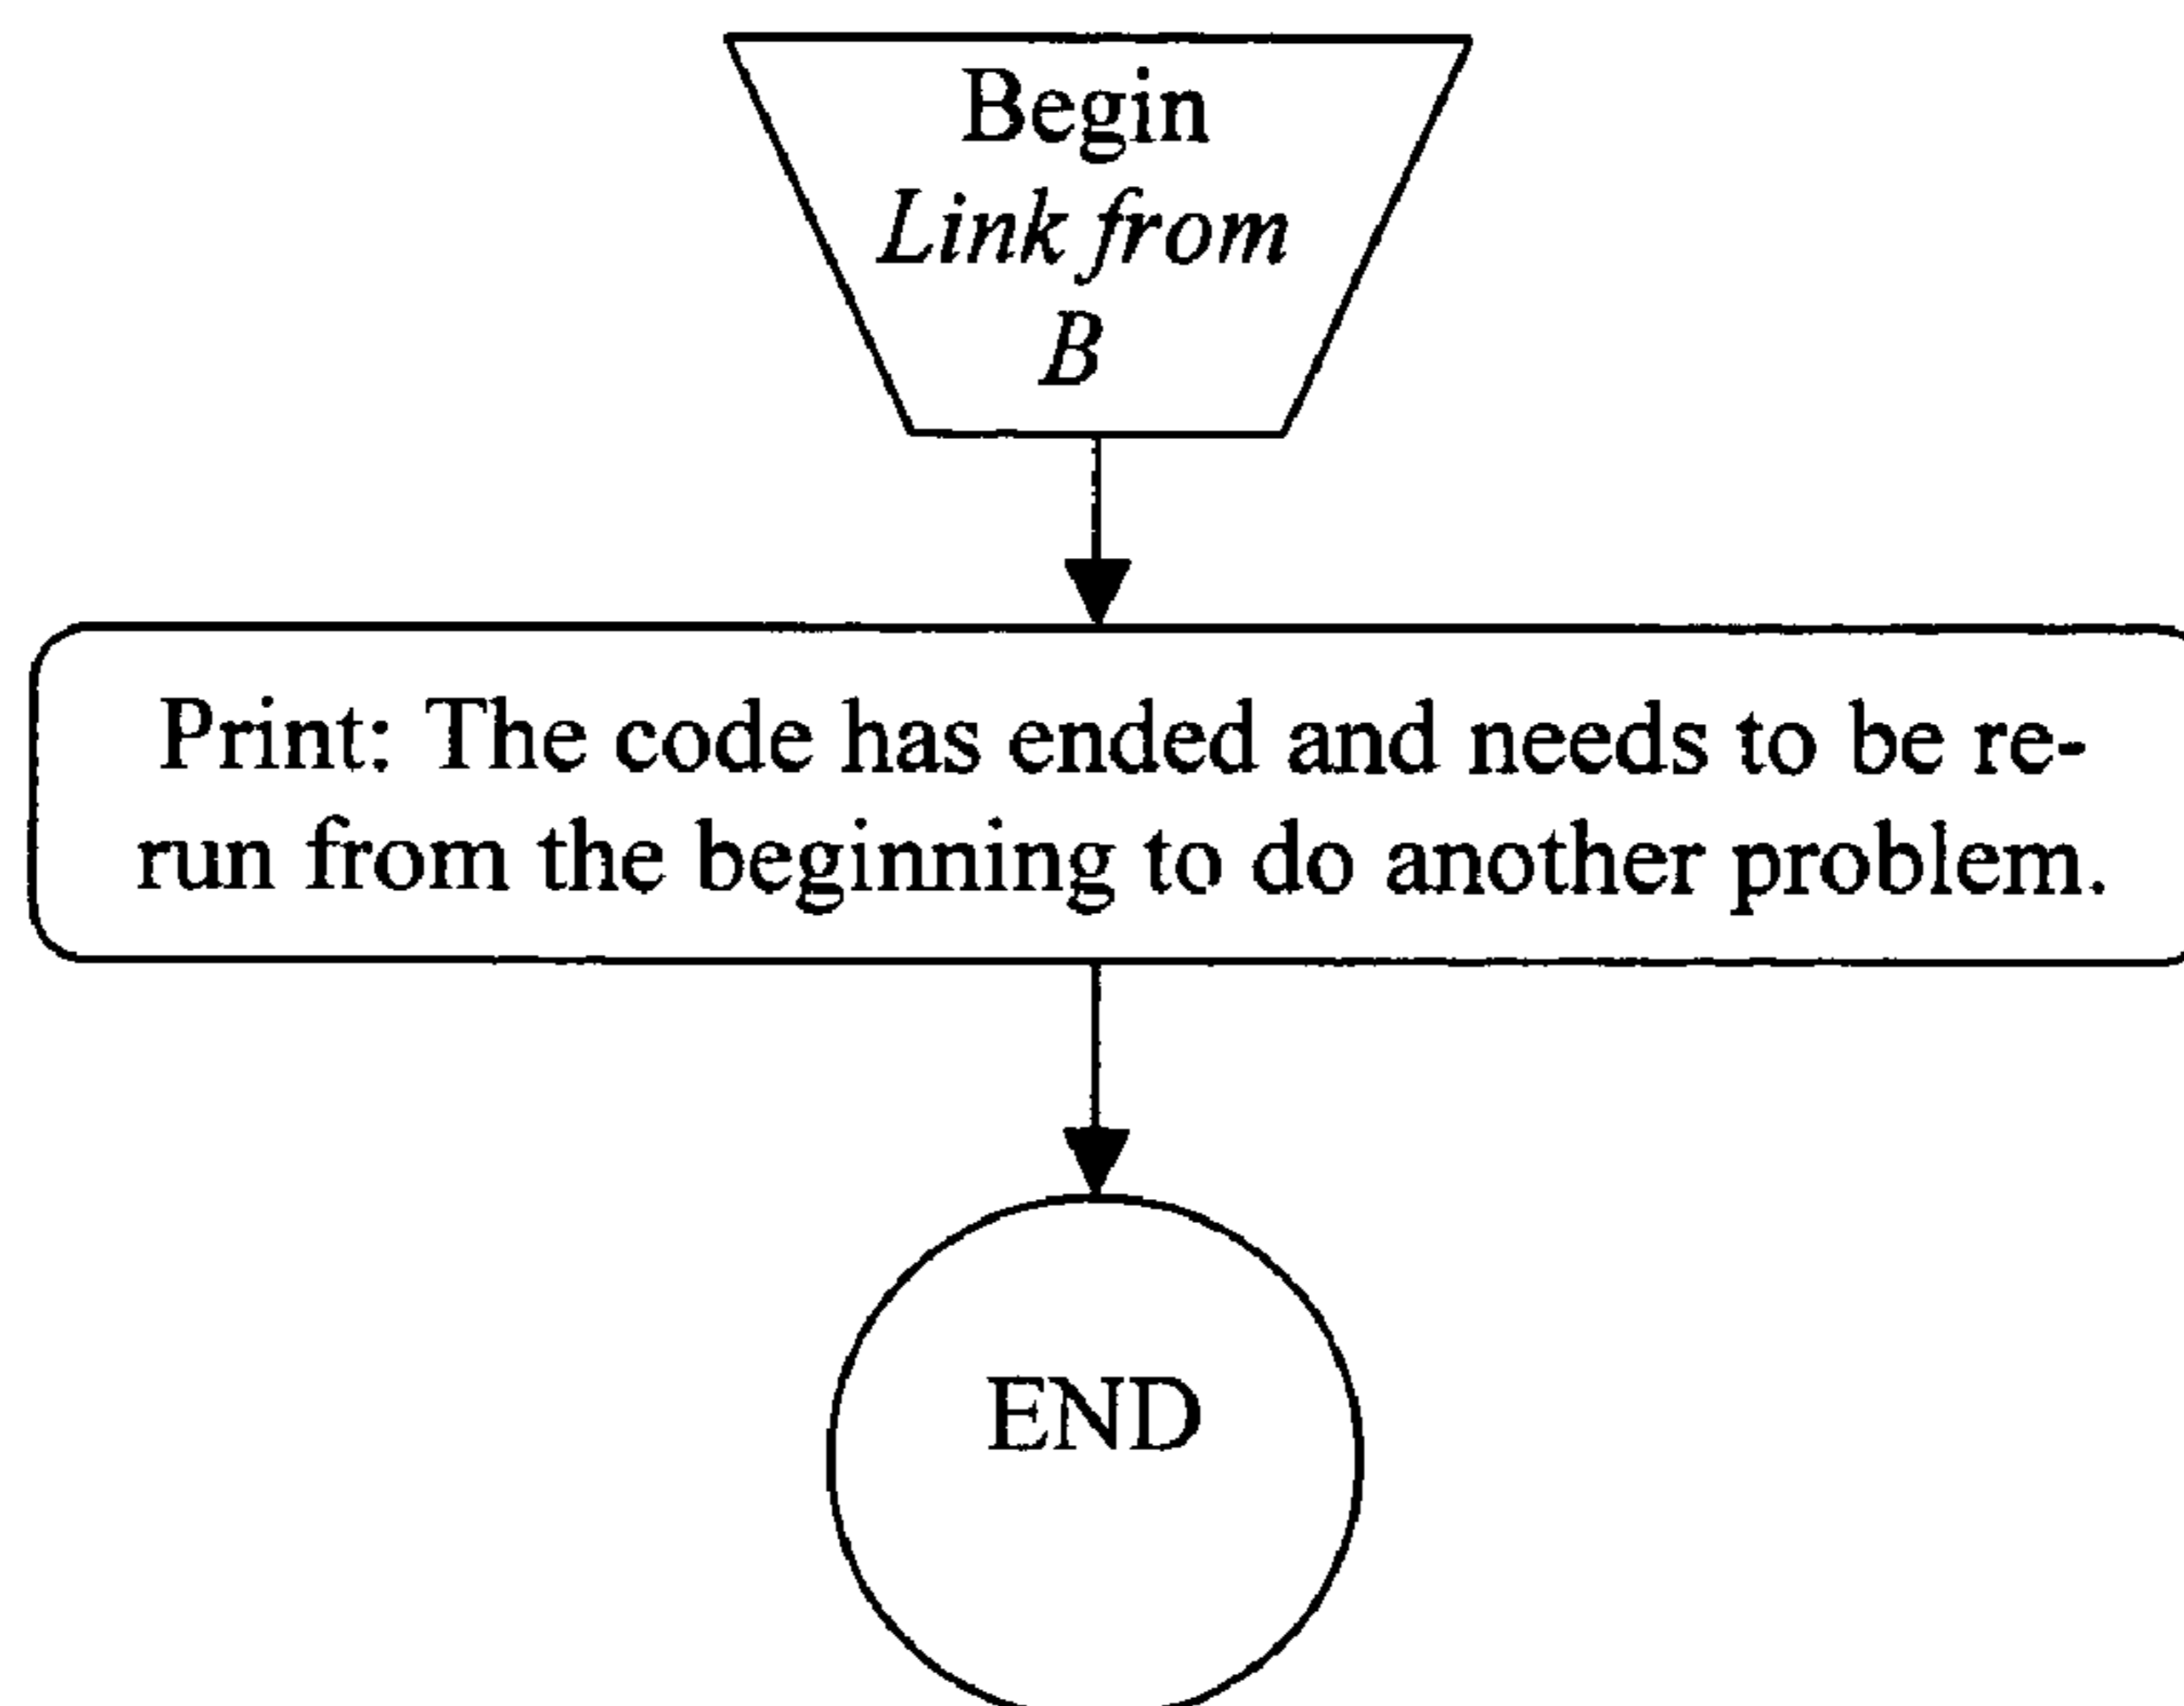 Begin
Link from
B
Print: The code has ended and needs to be re-
run from the beginning to do another problem.
END